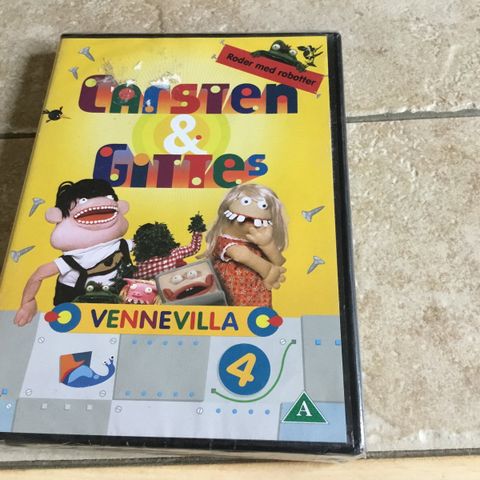 Roder med robotter
Carsten
&
Gittes
VENNEVILLA
4
A